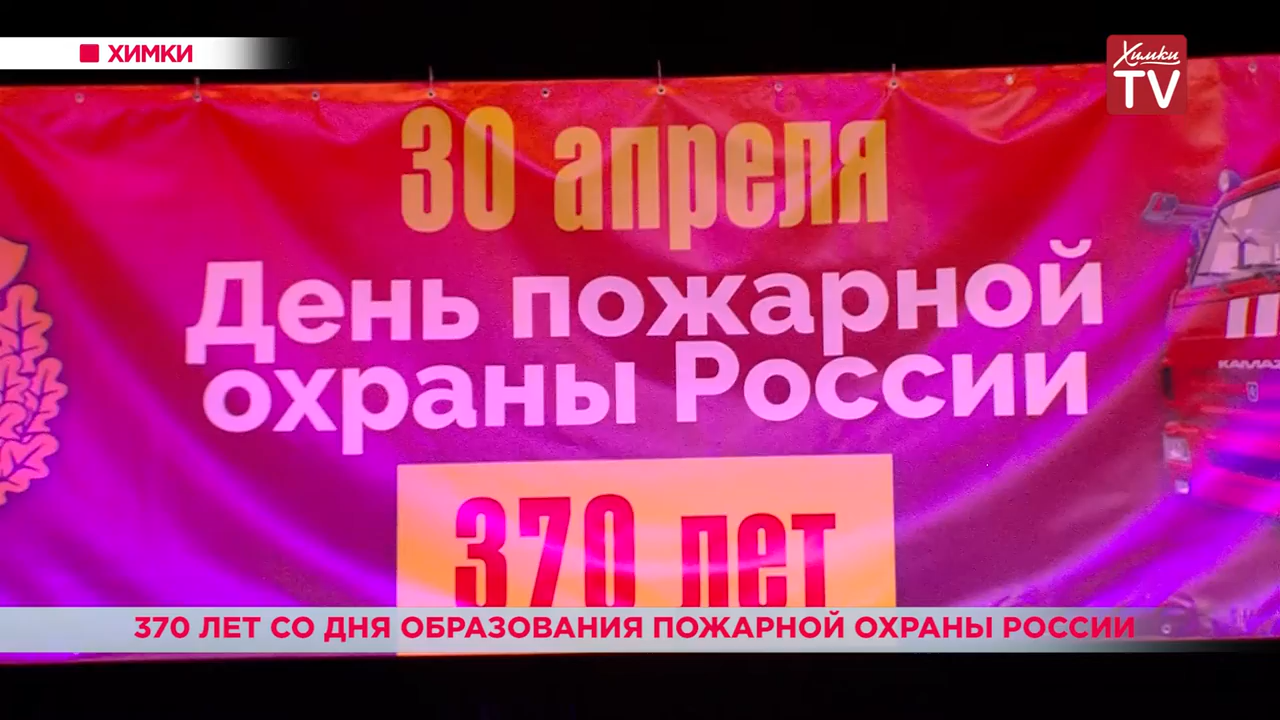 ХИМКИ
Химки
TV
30 апреля
День пожарной
охраны России
КАМАЗ
370 лет
370 ЛЕТ СО ДНЯ ОБРАЗОВАНИЯ ПОЖАРНОЙ ОХРАНЫ РОССИИ